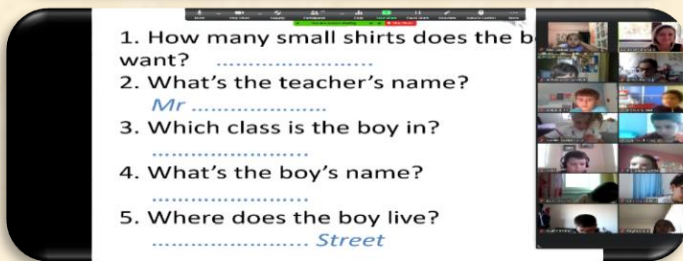 1. How many small shirts does the b
want? ........................
2. What's the teacher's name?
Mr .....................
3. Which class is the boy in?
........................
4. What's the boy's name?
........................
5. Where does the boy live?
........................ Street